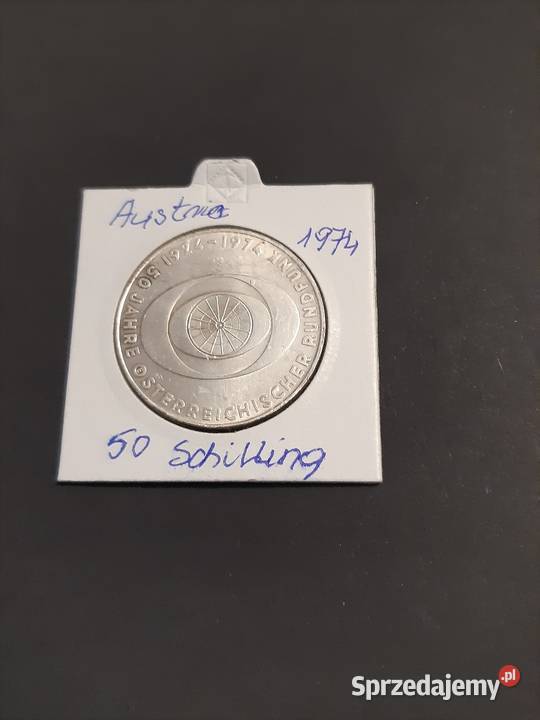 Austria
1974
50 JAHRE ÖSTERREICHISCHER RUNDFUNK 1924-1974
50 Schilling
Sprzedajemy.pl